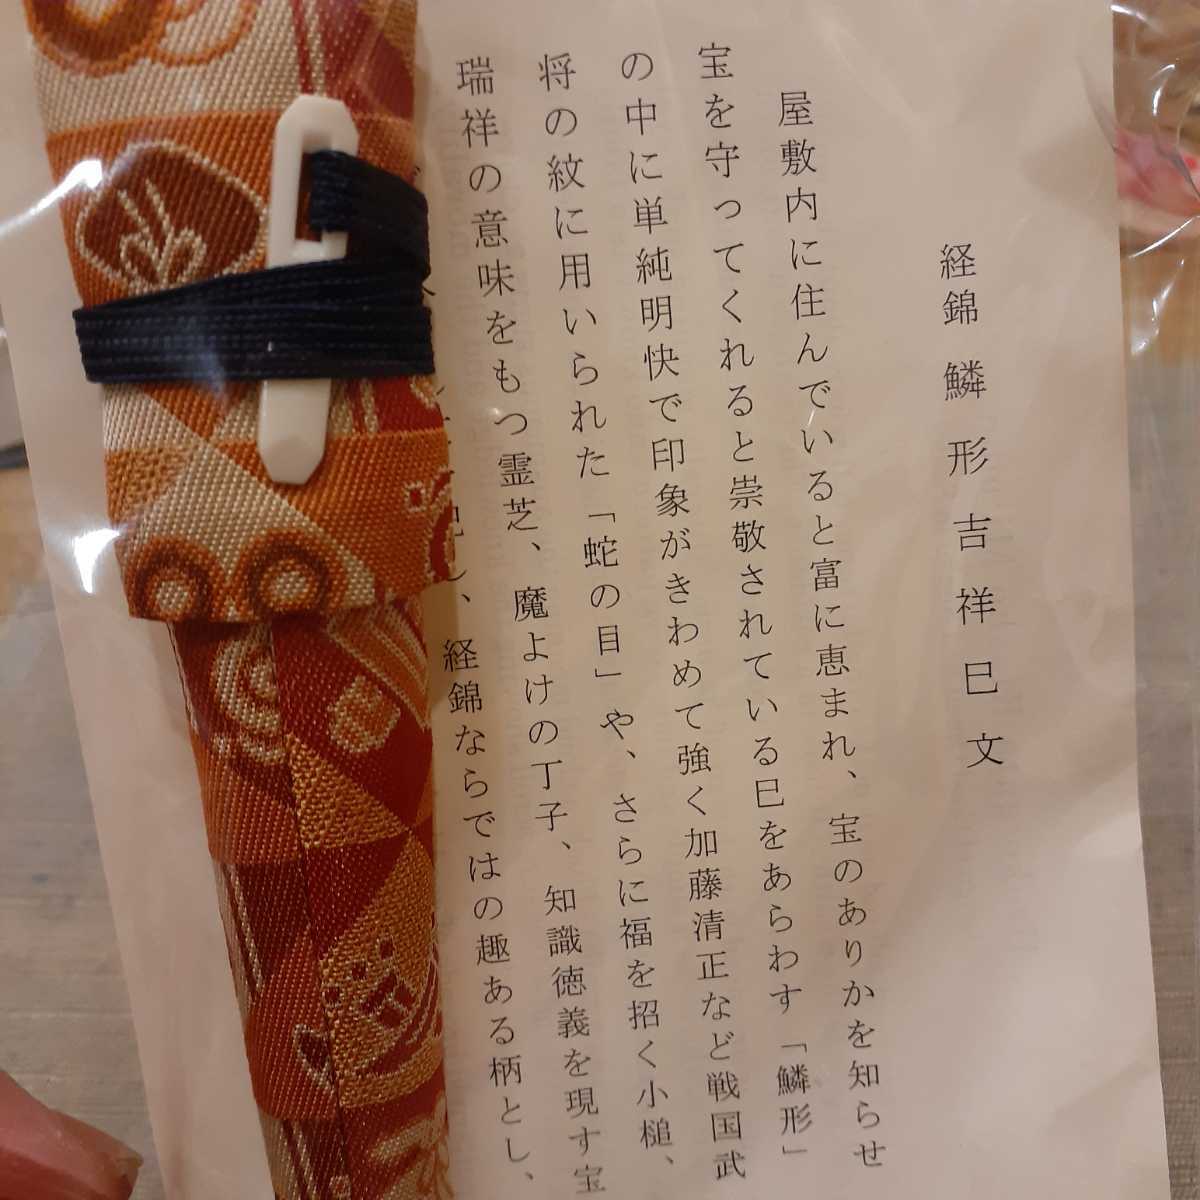 経錦 鱗形吉祥巳文
屋敷内に住んでいると富に恵まれ、宝のありかを知らせ
宝を守ってくれると崇敬されている巳をあらわす「鱗形」
の中に単純明快で印象がきわめて強く加藤清正など戦国武
将の紋に用いられた「蛇の目」や、さらに福を招く小槌、
瑞祥の意味をもつ霊芝、魔よけの丁子、知識徳義を現す宝
し、経錦ならではの趣ある柄とし、